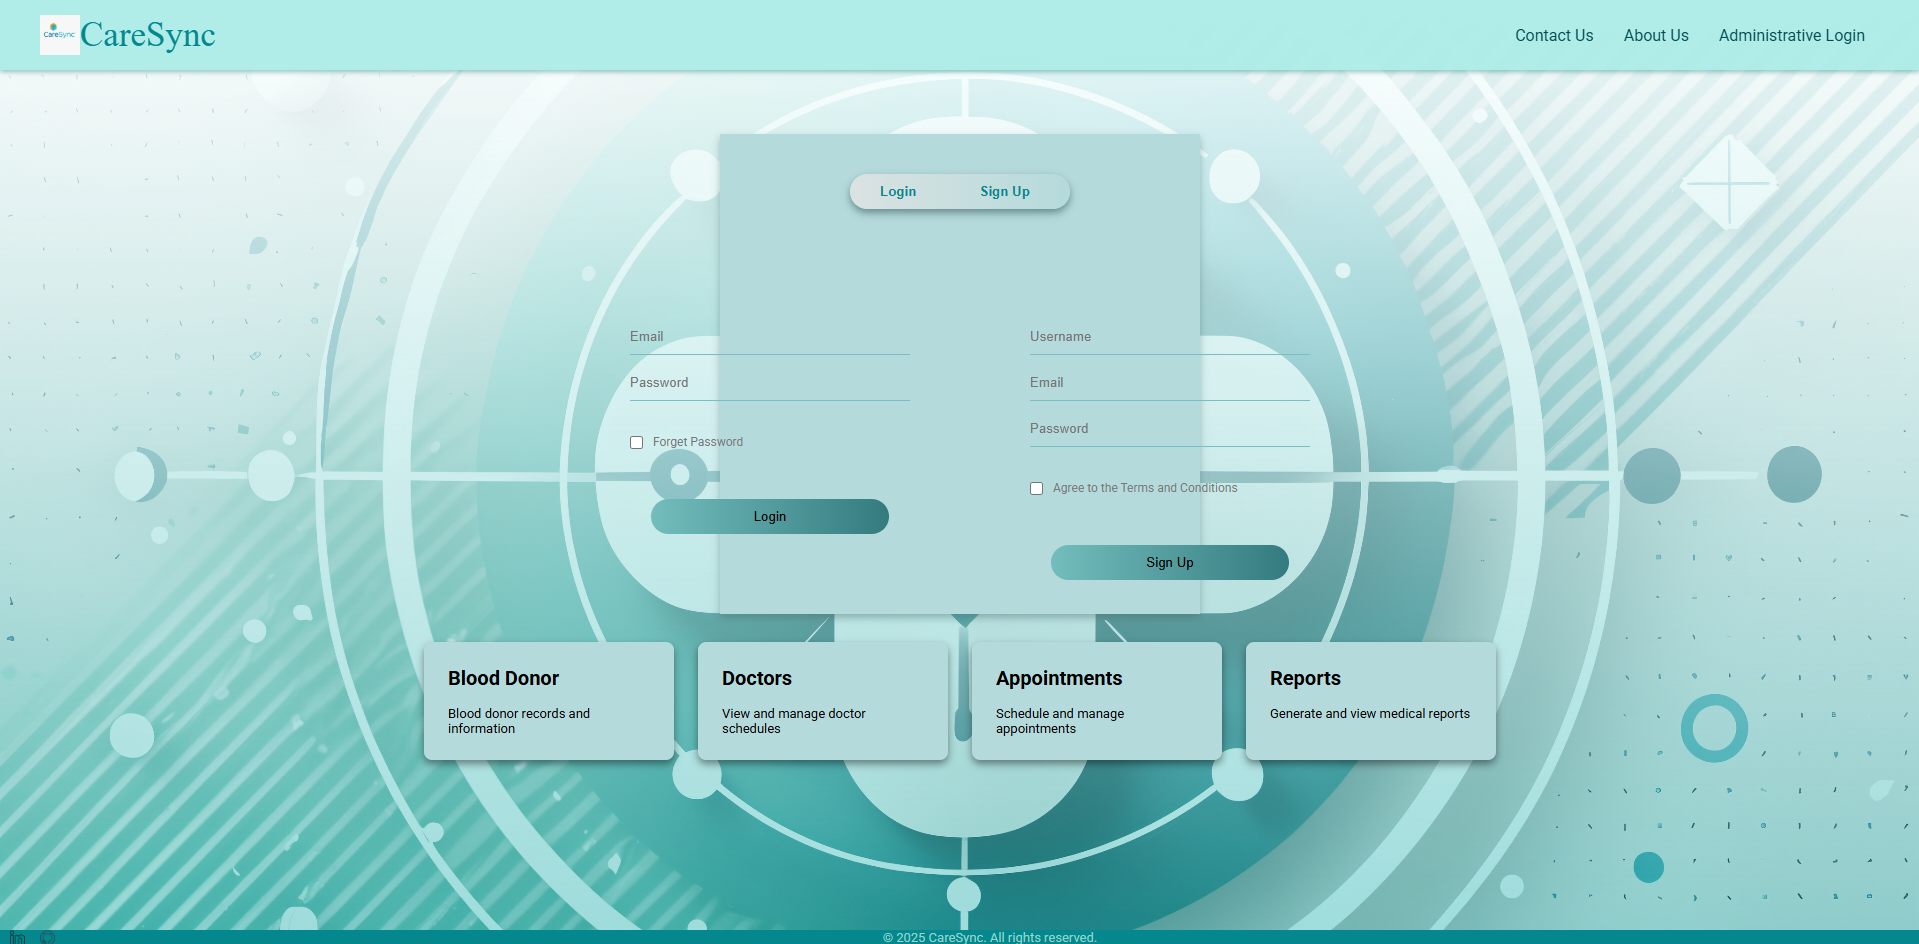 CareSync
CareSync
Contact Us
About Us
Administrative Login
Login
Sign Up
Email
Password
Forget Password
Login
Username
Email
Password
Agree to the Terms and Conditions
Sign Up
Blood Donor
Blood donor records and
information
Doctors
View and manage doctor
schedules
Appointments
Schedule and manage
appointments
Reports
Generate and view medical reports
in
© 2025 CareSync. All rights reserved.